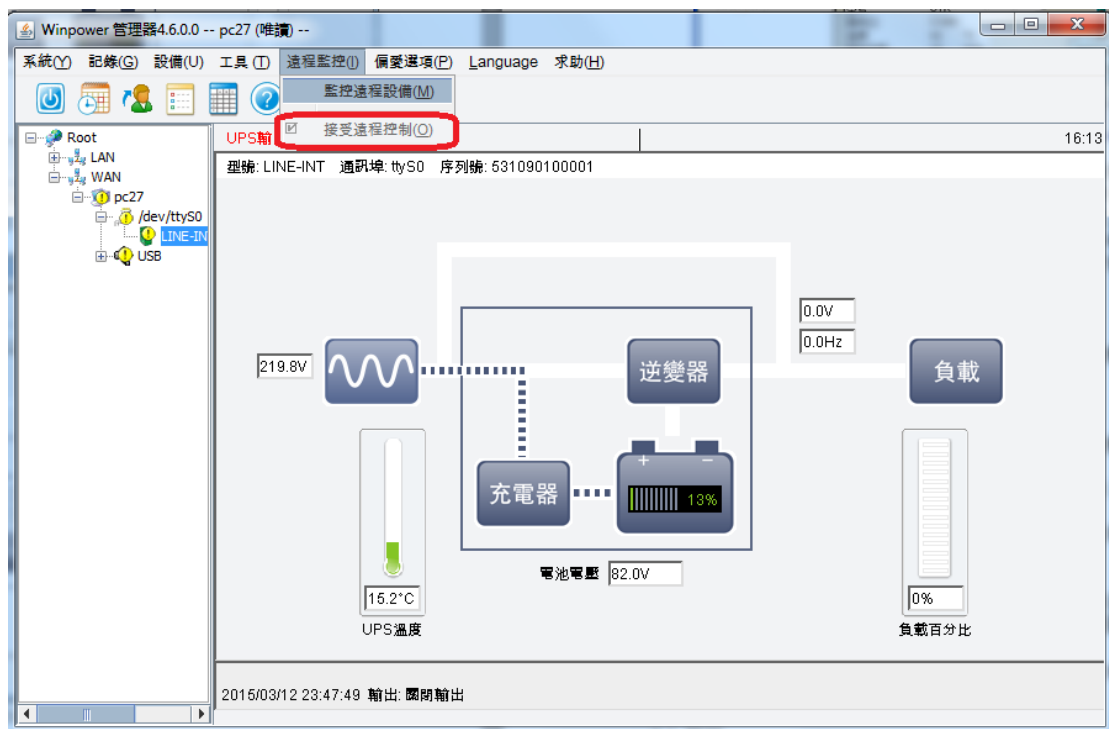 Winpower 管理器4.6.0.0 -- pc27 (唯讀) --
系統(Y) 記錄(G) 設備(U) 工具(T) 遠程監控(I) 偏愛選項(P) Language 求助(H)
監控遠程設備(M)
接受遠程控制(O)
Root
LAN
WAN
pc27
/dev/ttyS0
LINE-IN
USB
UPS輸
16:13
型號: LINE-INT 通訊埠: ttyS0 序列號: 531090100001
0.0V
0.0Hz
219.8V
逆變器
負載
充電器
+ −
13%
電池電壓 82.0V
15.2°C
UPS溫度
0%
負載百分比
2015/03/12 23:47:49 輸出: 關閉輸出